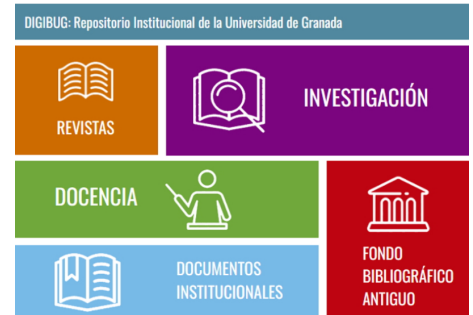 DIGIBUG: Repositorio Institucional de la Universidad de Granada
REVISTAS
INVESTIGACIÓN
DOCENCIA
DOCUMENTOS
INSTITUCIONALES
FONDO
BIBLIOGRÁFICO
ANTIGUO